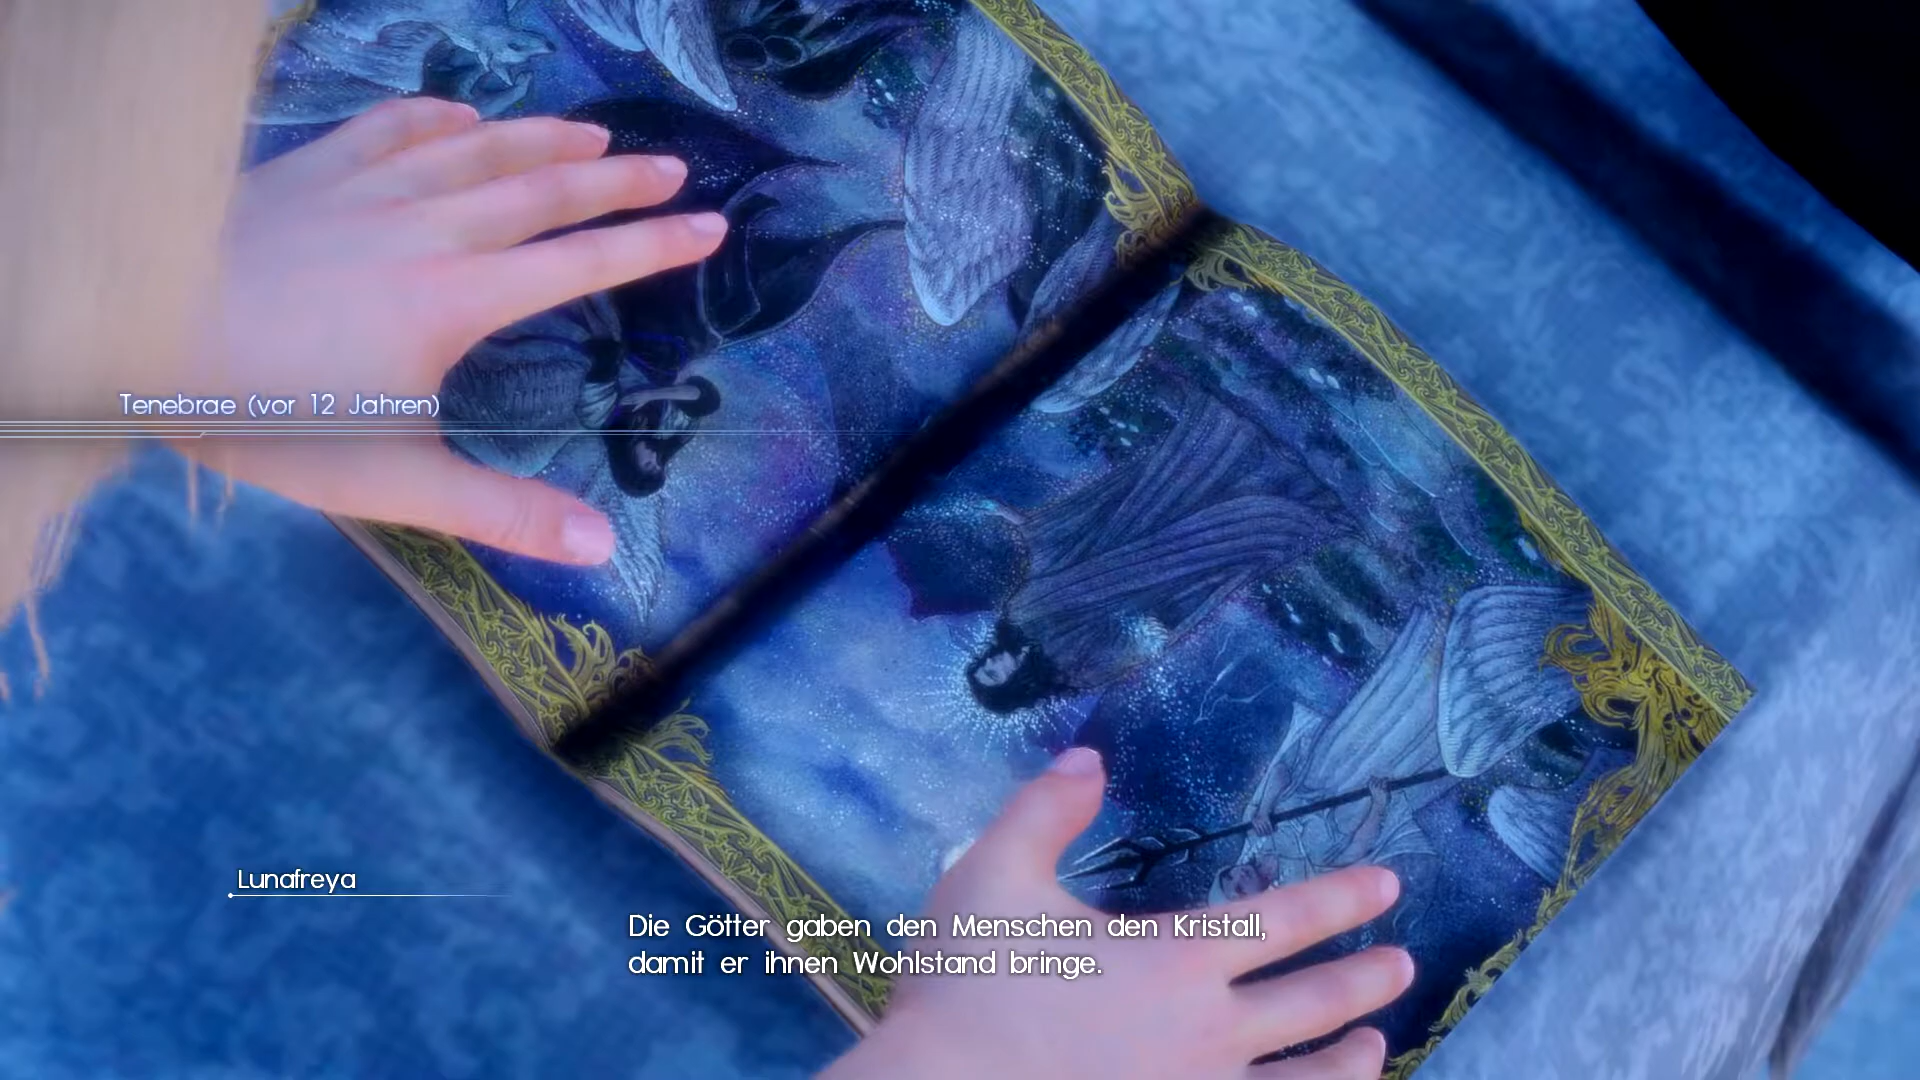 Tenebrae (vor 12 Jahren)
Lunafreya
Die Götter gaben den Menschen den Kristall,
damit er ihnen Wohlstand bringe.